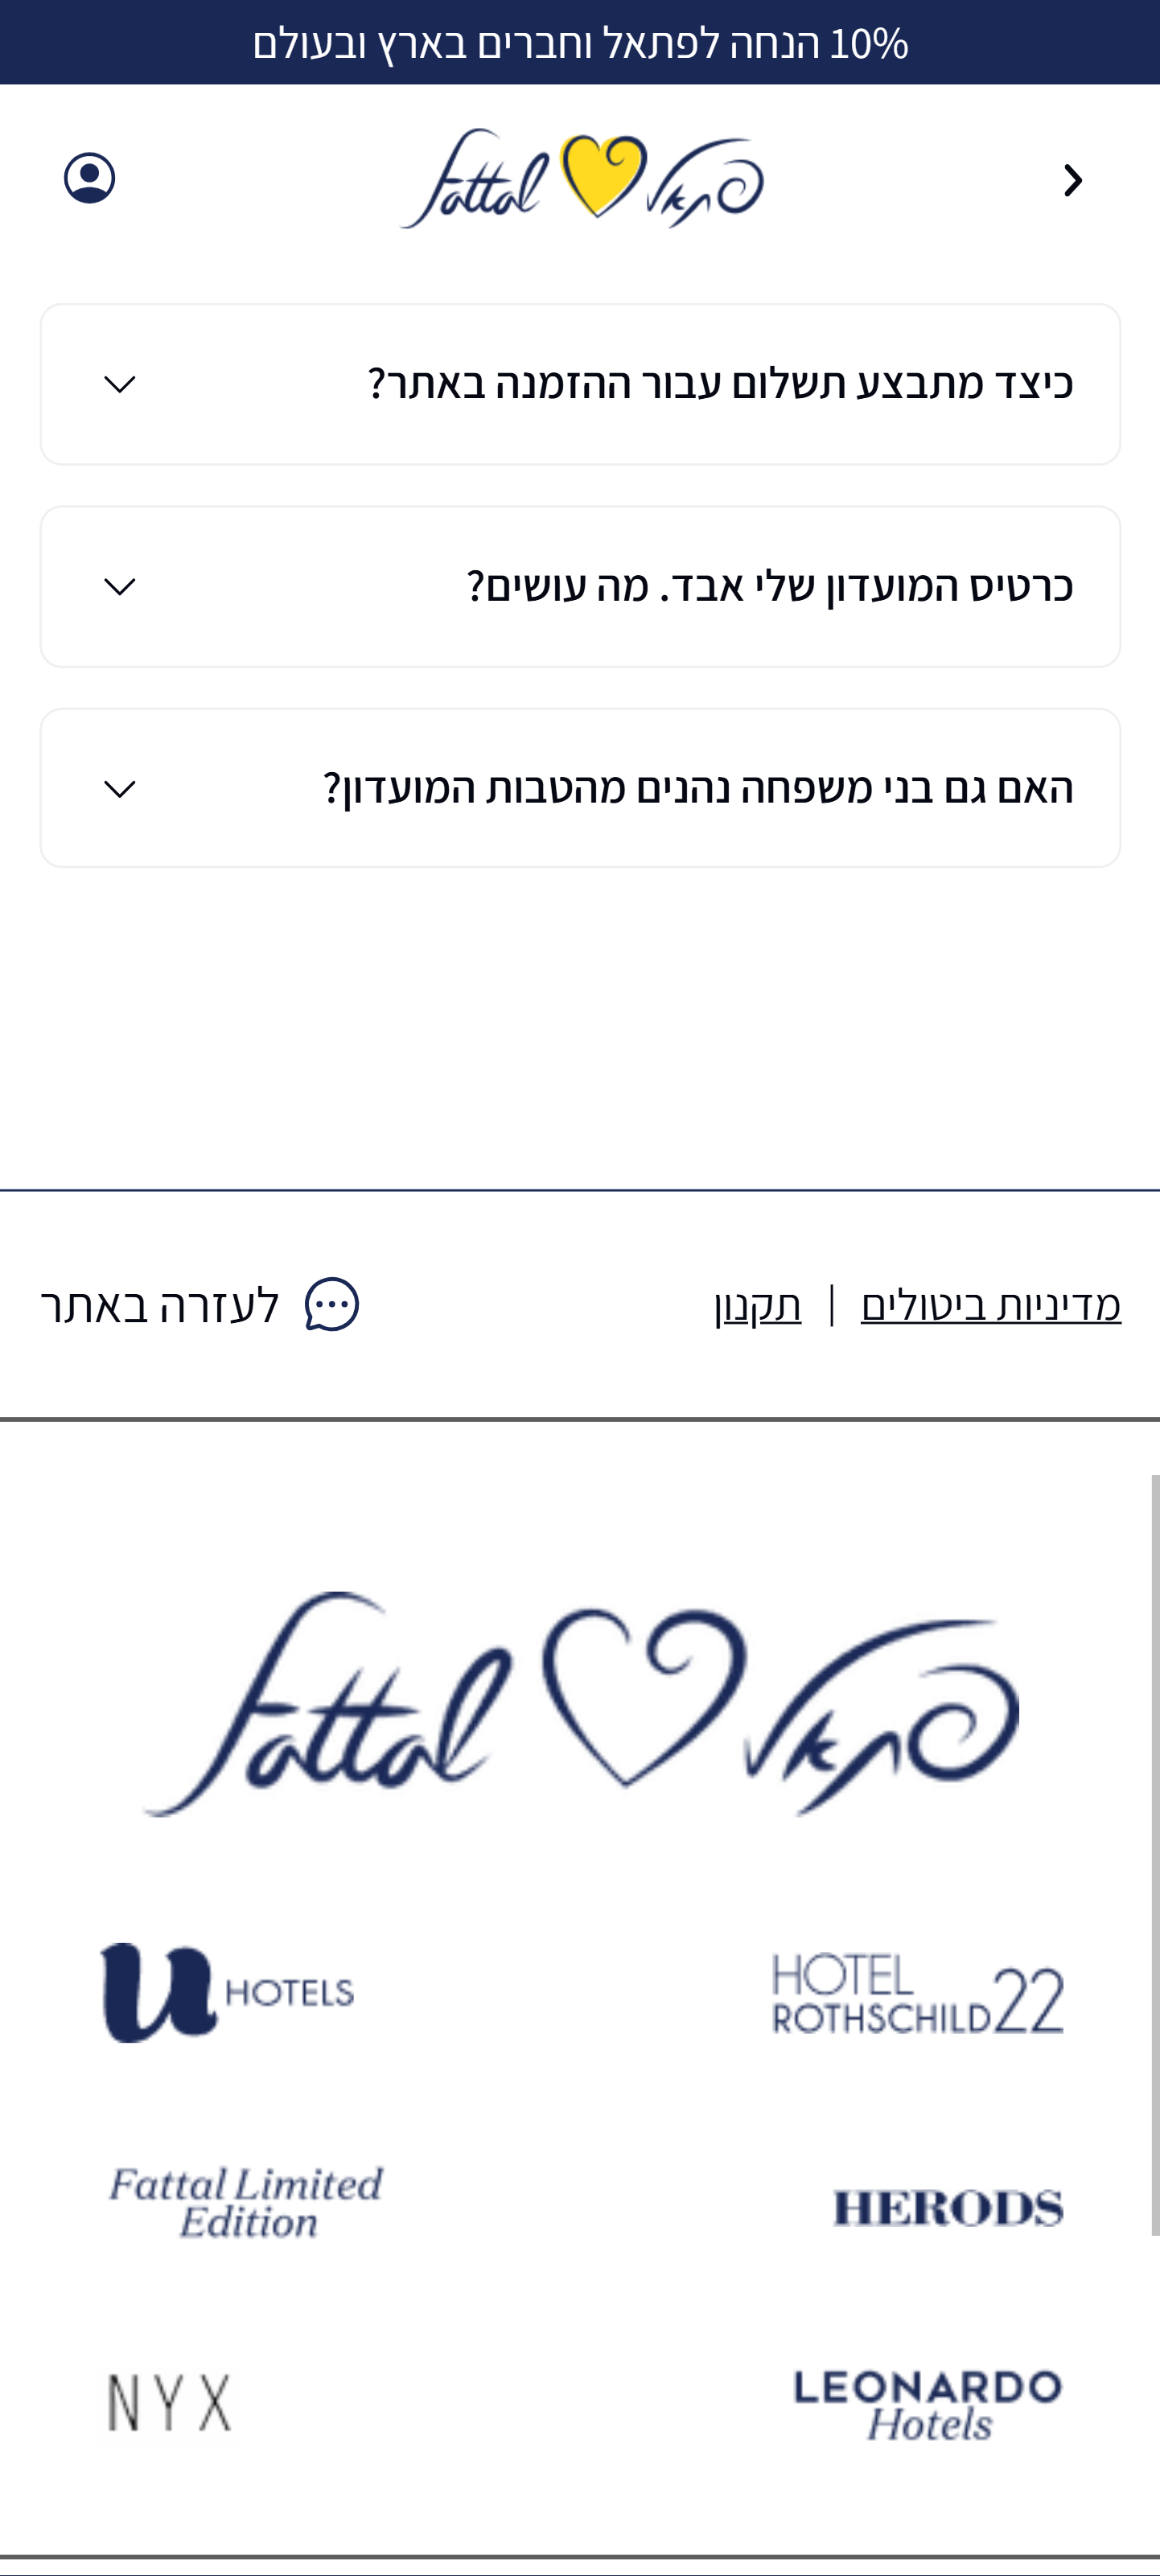 10% הנחה לפתאל וחברים בארץ ובעולם
fattal פתאל
כיצד מתבצע תשלום עבור ההזמנה באתר?
כרטיס המועדון שלי אבד. מה עושים?
האם גם בני משפחה נהנים מהטבות המועדון?
מדיניות ביטולים | תקנון
לעזרה באתר
fattal פתאל
HOTEL
ROTHSCHILD 22
u HOTELS
HERODS
Fattal Limited
Edition
LEONARDO
Hotels
NYX